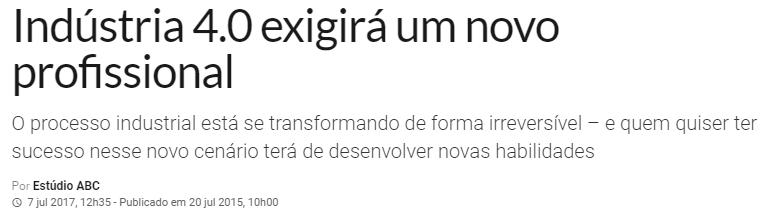 Indústria 4.0 exigirá um novo
profissional
O processo industrial está se transformando de forma irreversível – e quem quiser ter
sucesso nesse novo cenário terá de desenvolver novas habilidades
Por Estúdio ABC
7 jul 2017, 12h35 - Publicado em 20 jul 2015, 10h00